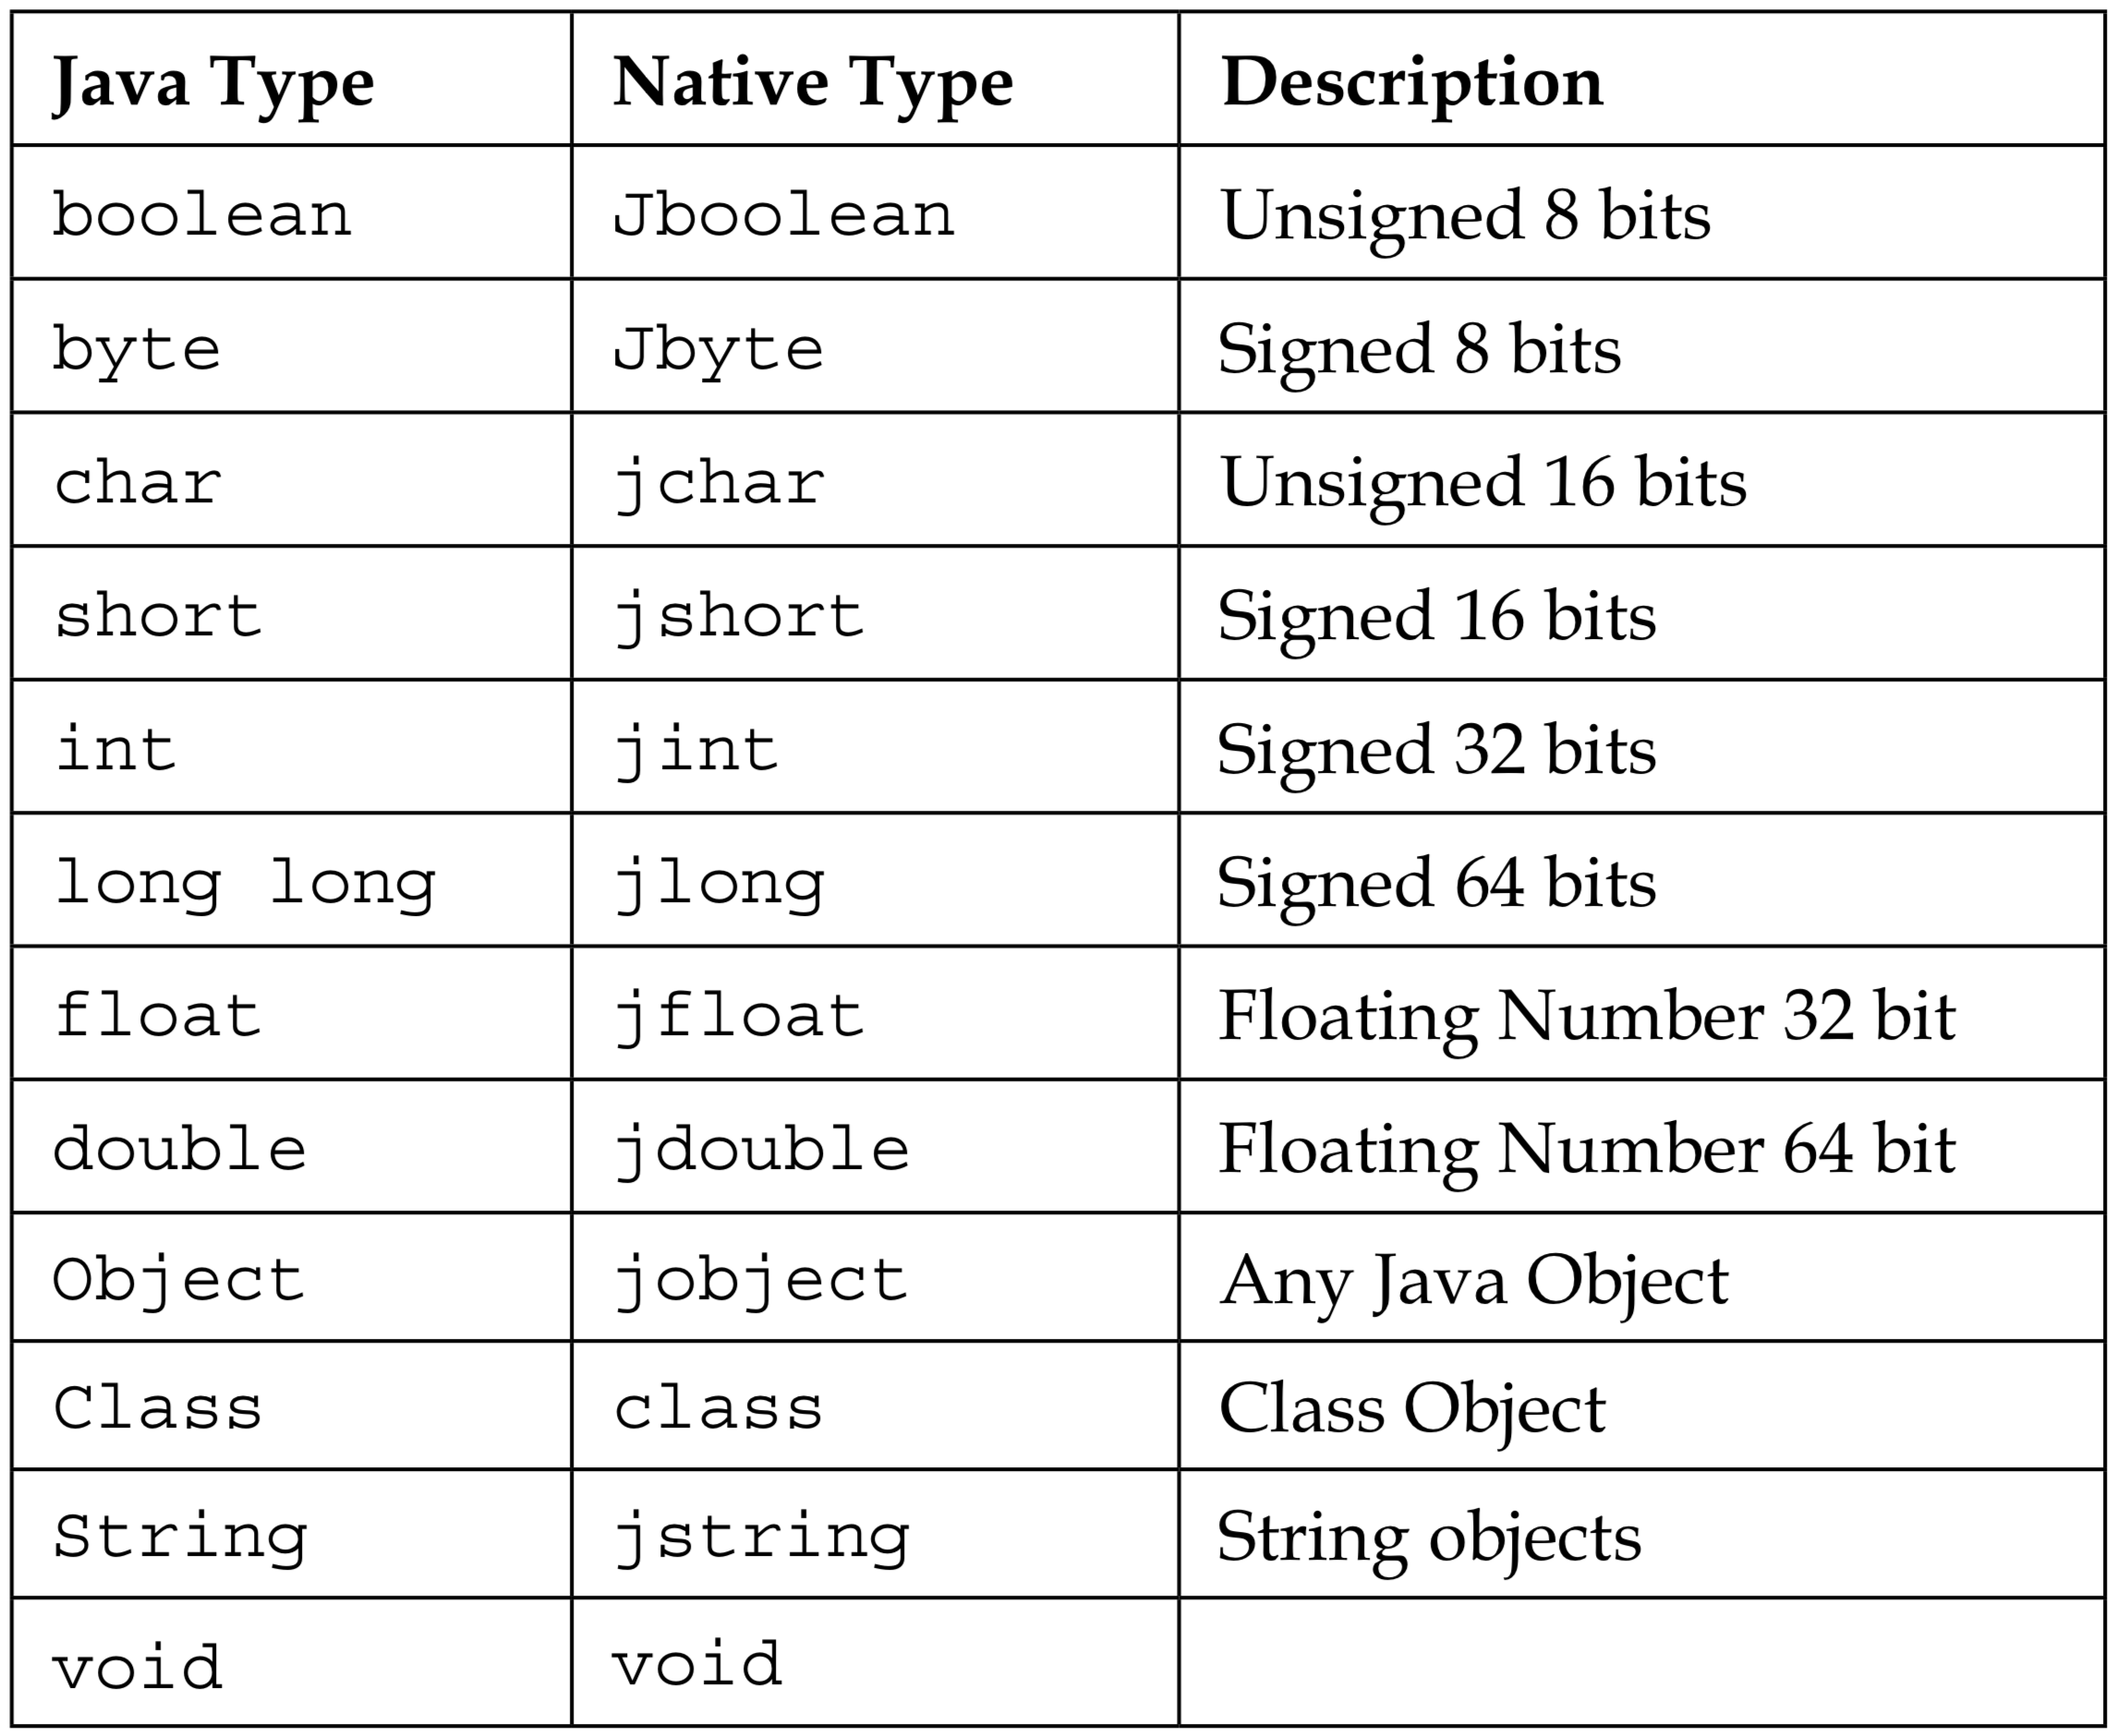 Java Type Native Type Description
boolean Jboolean Unsigned 8 bits
byte Jbyte Signed 8 bits
char jchar Unsigned 16 bits
short jshort Signed 16 bits
int jint Signed 32 bits
long long jlong Signed 64 bits
float jfloat Floating Number 32 bit
double jdouble Floating Number 64 bit
Object jobject Any Java Object
Class class Class Object
String jstring String objects
void void